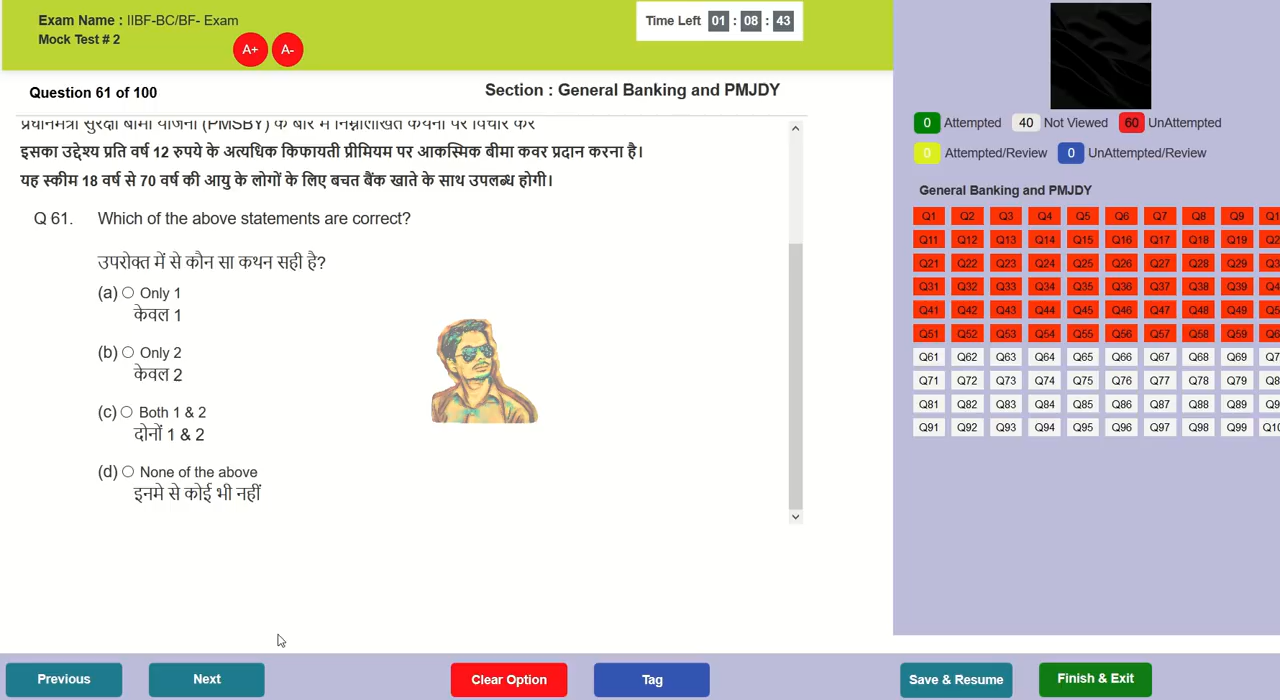 Exam Name : IIBF-BC/BF- Exam
Mock Test # 2
A+ A-
Time Left 01 : 08 : 43
Question 61 of 100
Section : General Banking and PMJDY
प्रधानमंत्री सुरक्षा बीमा योजना (PMSBY) के बारे में निम्नलिखित कथनों पर विचार करें
इसका उद्देश्य प्रति वर्ष 12 रुपये के अत्यधिक किफायती प्रीमियम पर आकस्मिक बीमा कवर प्रदान करना है।
यह स्कीम 18 वर्ष से 70 वर्ष की आयु के लोगों के लिए बचत बैंक खाते के साथ उपलब्ध होगी।
Q 61. Which of the above statements are correct?
उपरोक्त में से कौन सा कथन सही है?
(a) Only 1
केवल 1
(b) Only 2
केवल 2
(c) Both 1 & 2
दोनों 1 & 2
(d) None of the above
इनमे से कोई भी नहीं
0 Attempted 40 Not Viewed 60 UnAttempted
0 Attempted/Review 0 UnAttempted/Review
General Banking and PMJDY
Q1 Q2 Q3 Q4 Q5 Q6 Q7 Q8 Q9
Q11 Q12 Q13 Q14 Q15 Q16 Q17 Q18 Q19
Q21 Q22 Q23 Q24 Q25 Q26 Q27 Q28 Q29
Q31 Q32 Q33 Q34 Q35 Q36 Q37 Q38 Q39
Q41 Q42 Q43 Q44 Q45 Q46 Q47 Q48 Q49
Q51 Q52 Q53 Q54 Q55 Q56 Q57 Q58 Q59
Q61 Q62 Q63 Q64 Q65 Q66 Q67 Q68 Q69
Q71 Q72 Q73 Q74 Q75 Q76 Q77 Q78 Q79
Q81 Q82 Q83 Q84 Q85 Q86 Q87 Q88 Q89
Q91 Q92 Q93 Q94 Q95 Q96 Q97 Q98 Q99
Previous Next Clear Option Tag Save & Resume Finish & Exit